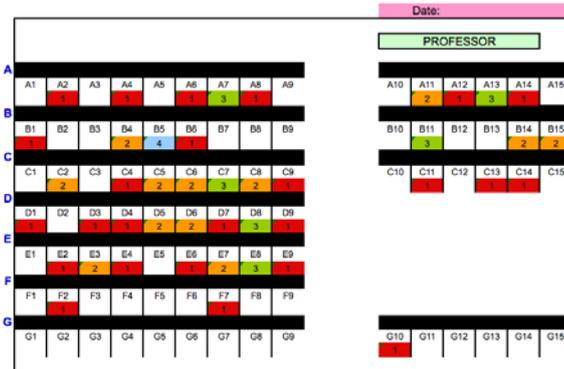 Date:
PROFESSOR
A
A1 A2 A3 A4 A5 A6 A7 A8 A9 A10 A11 A12 A13 A14 A15
1 1 1 3 1 2 1 3 1
B
B1 B2 B3 B4 B5 B6 B7 B8 B9 B10 B11 B12 B13 B14 B15
1 2 4 1 3 2 2
C
C1 C2 C3 C4 C5 C6 C7 C8 C9 C10 C11 C12 C13 C14 C15
2 1 2 2 3 2 1 1 1 1
D
D1 D2 D3 D4 D5 D6 D7 D8 D9
1 1 1 2 2 1 3 1
E
E1 E2 E3 E4 E5 E6 E7 E8 E9
1 2 1 1 2 3 1
F
F1 F2 F3 F4 F5 F6 F7 F8 F9
1 1
G
G1 G2 G3 G4 G5 G6 G7 G8 G9 G10 G11 G12 G13 G14 G15
1